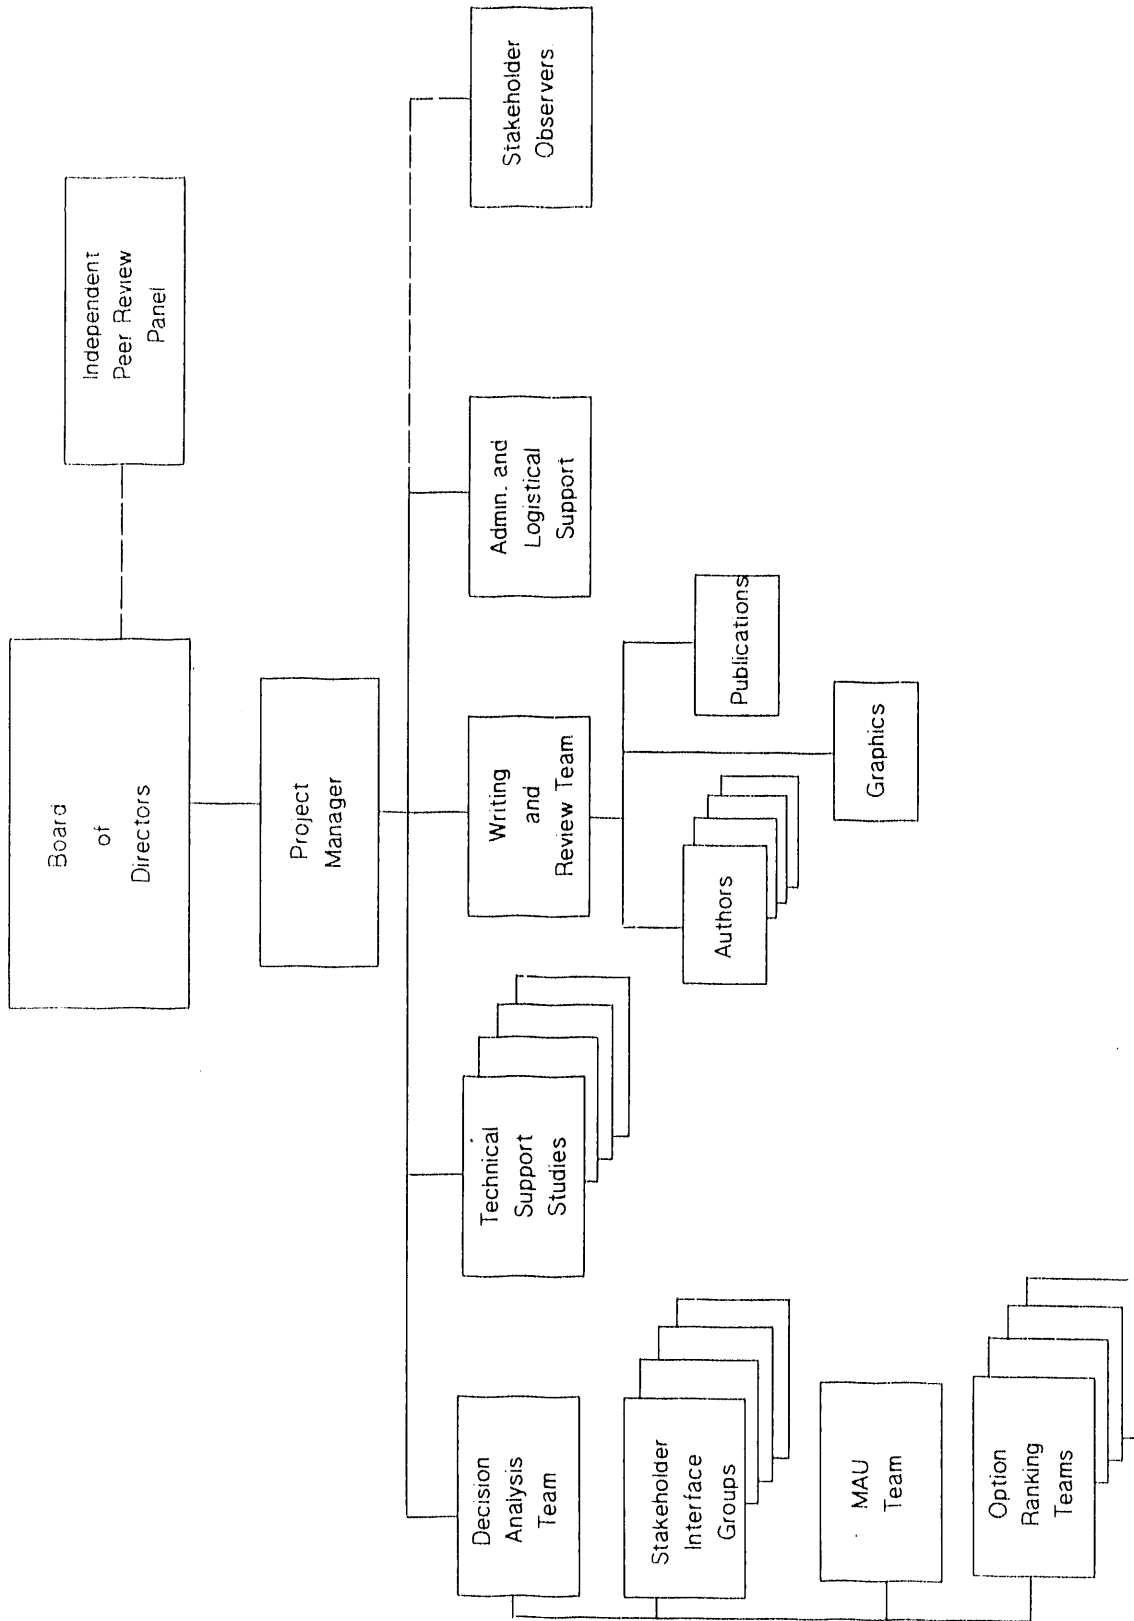 Board
of
Directors
Independent
Peer Review
Panel
Project
Manager
Decision
Analysis
Team
Technical
Support
Studies
Writing
and
Review Team
Admin. and
Logistical
Support
Stakeholder
Observers
Stakeholder
Interface
Groups
Authors
Publications
Graphics
MAU
Team
Option
Ranking
Teams